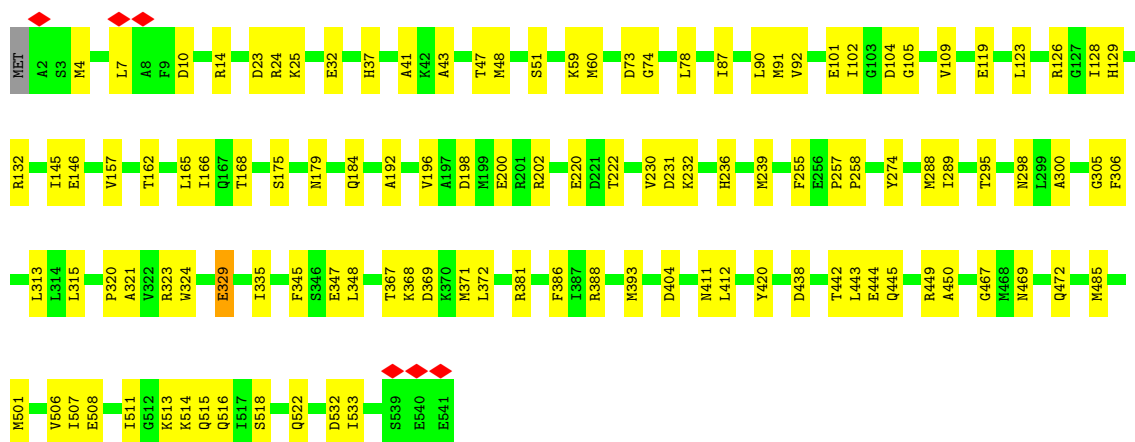 MET A2 S3 M4 L7 A8 F9 D10 R14 D23 R24 K25 E32 H37 A41 K42 A43 T47 M48 S51 K59 M60 D73 G74 L78 I87 L90 M91 V92 E101 I102 G103 D104 G105 V109 E119 L123 R126 G127 I128 H129
R132 I145 E146 V157 T162 L165 I166 Q167 T168 S175 N179 Q184 A192 V196 A197 D198 M199 E200 R201 R202 E220 D221 T222 V230 D231 K232 H236 M239 F255 E256 P257 P258 Y274 M288 I289 T295 N298 L299 A300 G305 F306
L313 L314 L315 P320 A321 V322 R323 W324 E329 I335 F345 S346 E347 L348 T367 K368 D369 K370 M371 L372 R381 F386 I387 R388 M393 D404 N411 L412 Y420 D438 T442 L443 E444 Q445 R449 A450 G467 M468 N469 Q472 M485
M501 V506 I507 E508 I511 G512 K513 K514 Q515 Q516 I517 S518 Q522 D532 I533 S539 E540 E541